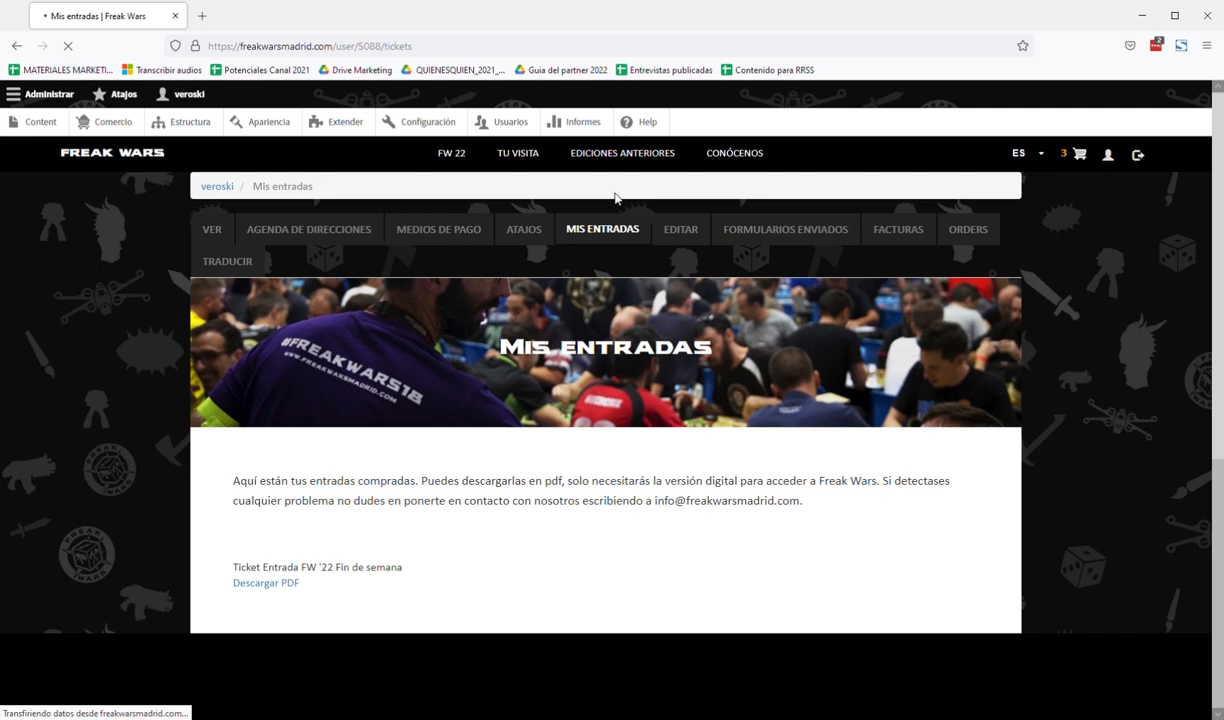 Mis entradas | Freak Wars
https://freakwarsmadrid.com/user/5088/tickets
2
MATERIALES MARKETI...
Transcribir audios
Potenciales Canal 2021
Drive Marketing
QUIENESQUIEN_2021_...
Guia del partner 2022
Entrevistas publicadas
Contenido para RRSS
Administrar
Atajos
veroski
Content
Comercio
Estructura
Apariencia
Extender
Configuración
Usuarios
Informes
Help
FREAK WARS
FW 22
TU VISITA
EDICIONES ANTERIORES
CONÓCENOS
ES
3
veroski / Mis entradas
VER
AGENDA DE DIRECCIONES
MEDIOS DE PAGO
ATAJOS
MIS ENTRADAS
EDITAR
FORMULARIOS ENVIADOS
FACTURAS
ORDERS
TRADUCIR
#FREAKWARS18
WWW.FREAKWARSMADRID.COM
MIS ENTRADAS
Aquí están tus entradas compradas. Puedes descargarlas en pdf, solo necesitarás la versión digital para acceder a Freak Wars. Si detectases
cualquier problema no dudes en ponerte en contacto con nosotros escribiendo a info@freakwarsmadrid.com.
Ticket Entrada FW '22 Fin de semana
Descargar PDF
Transfiriendo datos desde freakwarsmadrid.com...